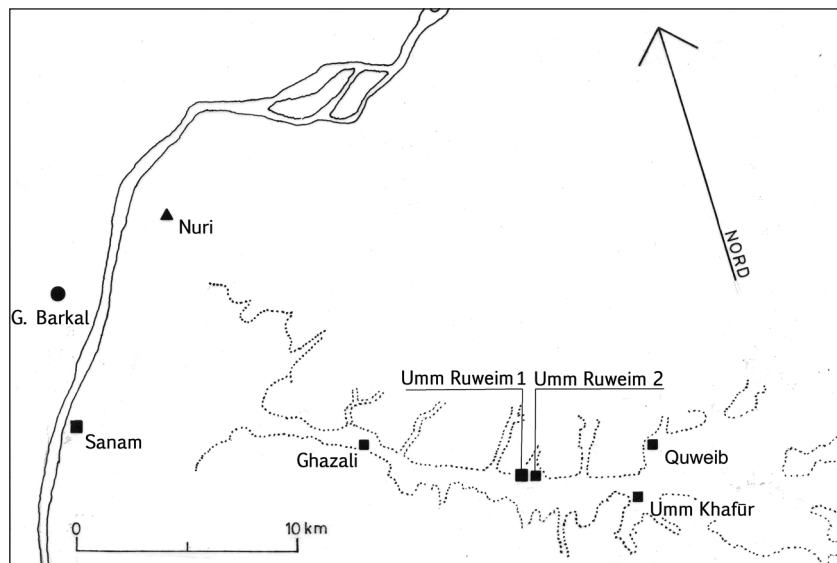 NORD
Nuri
G. Barkal
Umm Ruweim 1
Umm Ruweim 2
Sanam
Ghazali
Quweib
Umm Khafūr
0
10 km